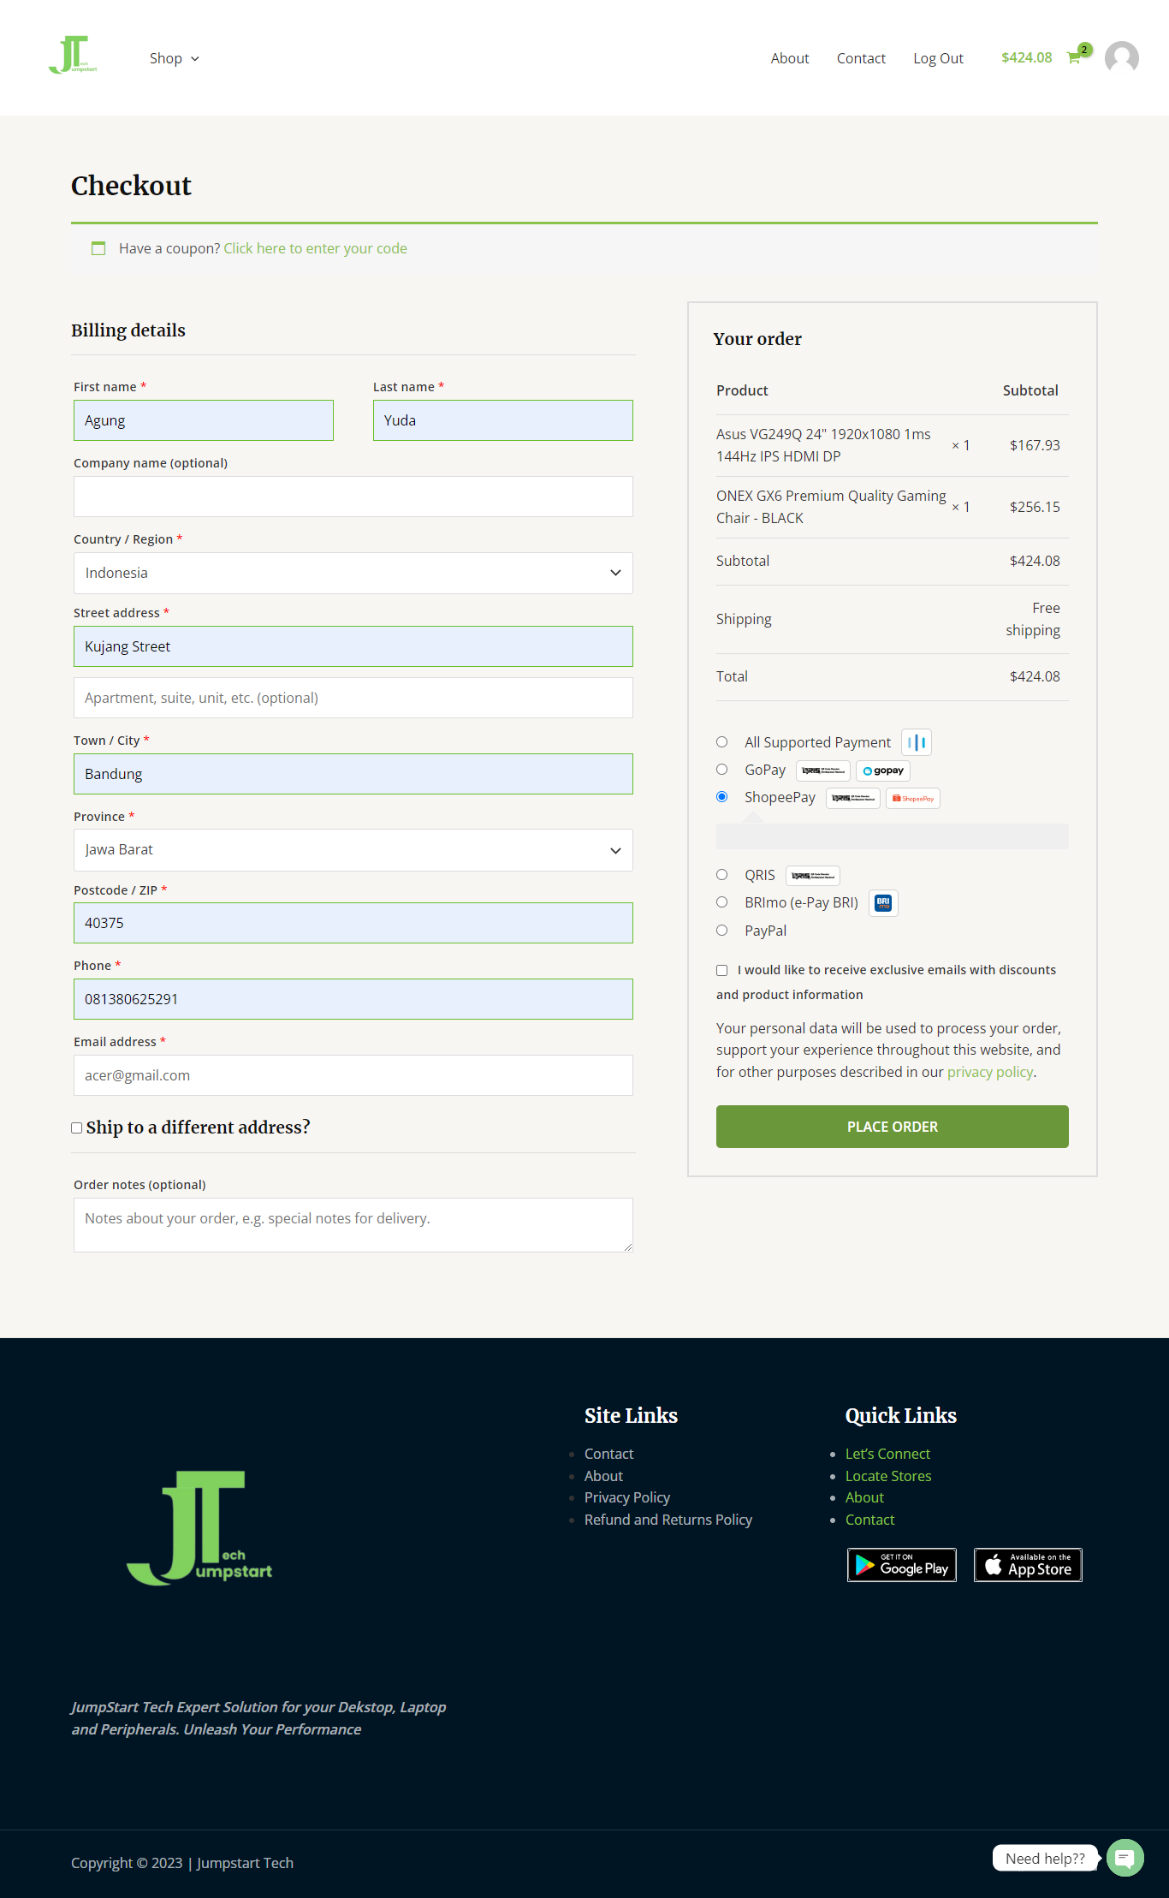 JT
ech
umpstart
Shop
About
Contact
Log Out
$424.08
2
Checkout
Have a coupon? Click here to enter your code
Billing details
First name *
Last name *
Agung
Yuda
Company name (optional)
Country / Region *
Indonesia
Street address *
Kujang Street
Apartment, suite, unit, etc. (optional)
Town / City *
Bandung
Province *
Jawa Barat
Postcode / ZIP *
40375
Phone *
081380625291
Email address *
acer@gmail.com
Ship to a different address?
Order notes (optional)
Notes about your order, e.g. special notes for delivery.
Your order
Product
Subtotal
Asus VG249Q 24" 1920x1080 1ms
144Hz IPS HDMI DP
× 1
$167.93
ONEX GX6 Premium Quality Gaming
Chair - BLACK
× 1
$256.15
Subtotal
$424.08
Shipping
Free
shipping
Total
$424.08
All Supported Payment
GoPay
gopay
ShopeePay
ShopeePay
QRIS
BRImo (e-Pay BRI)
BRI
mo
PayPal
I would like to receive exclusive emails with discounts
and product information
Your personal data will be used to process your order,
support your experience throughout this website, and
for other purposes described in our privacy policy.
PLACE ORDER
JT
ech
umpstart
JumpStart Tech Expert Solution for your Dekstop, Laptop
and Peripherals. Unleash Your Performance
Site Links
Contact
About
Privacy Policy
Refund and Returns Policy
Quick Links
Let's Connect
Locate Stores
About
Contact
GET IT ON
Google Play
Available on the
App Store
Copyright © 2023 | Jumpstart Tech
Need help??